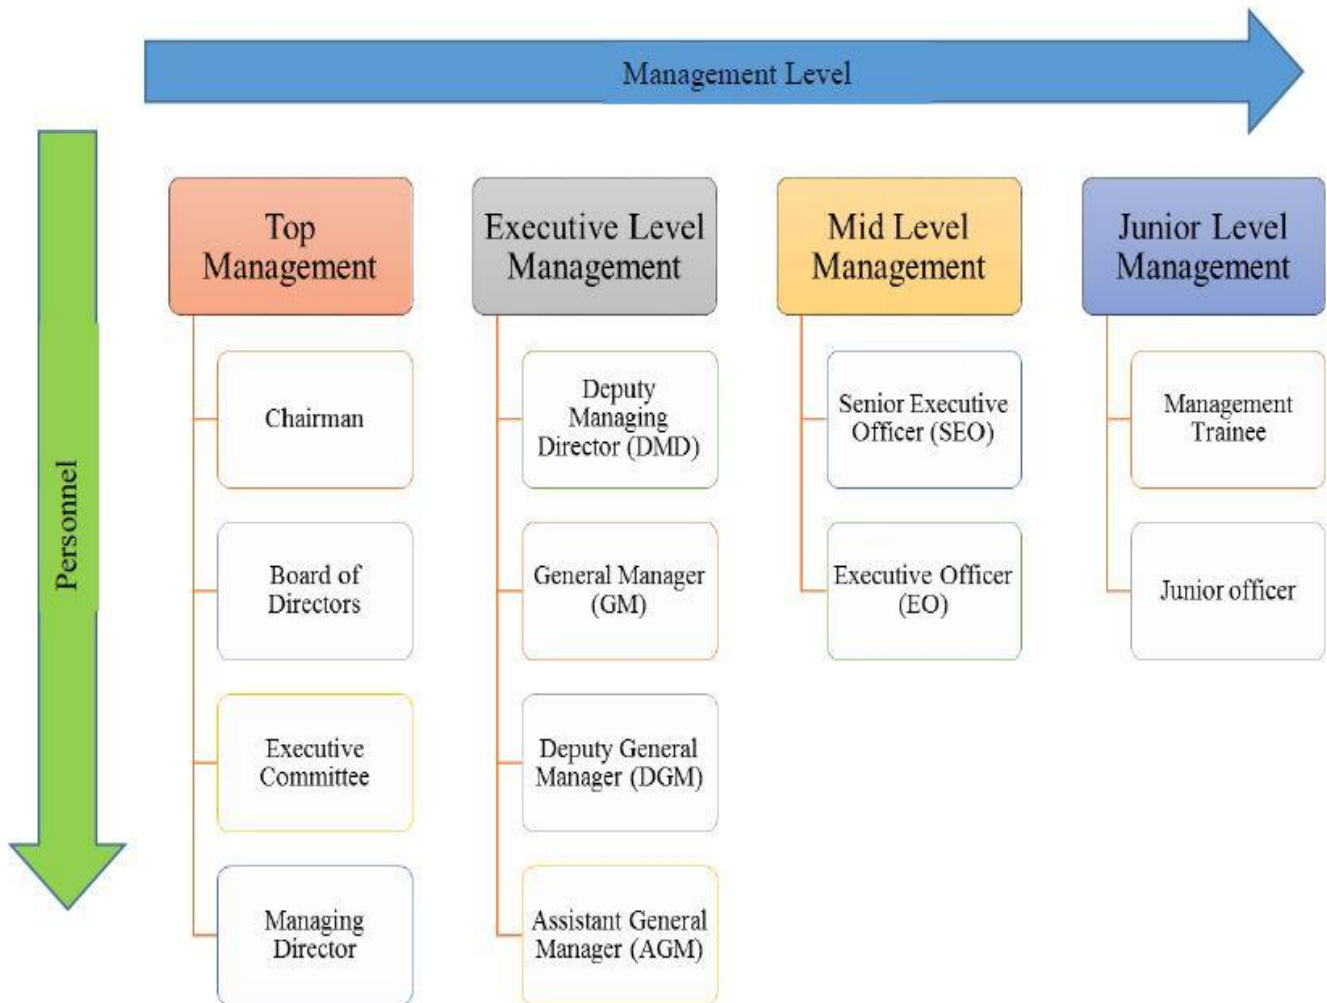 Management Level
Personnel
Top
Management
Chairman
Board of
Directors
Executive
Committee
Managing
Director
Executive Level
Management
Deputy
Managing
Director (DMD)
General Manager
(GM)
Deputy General
Manager (DGM)
Assistant General
Manager (AGM)
Mid Level
Management
Senior Executive
Officer (SEO)
Executive Officer
(EO)
Junior Level
Management
Management
Trainee
Junior officer